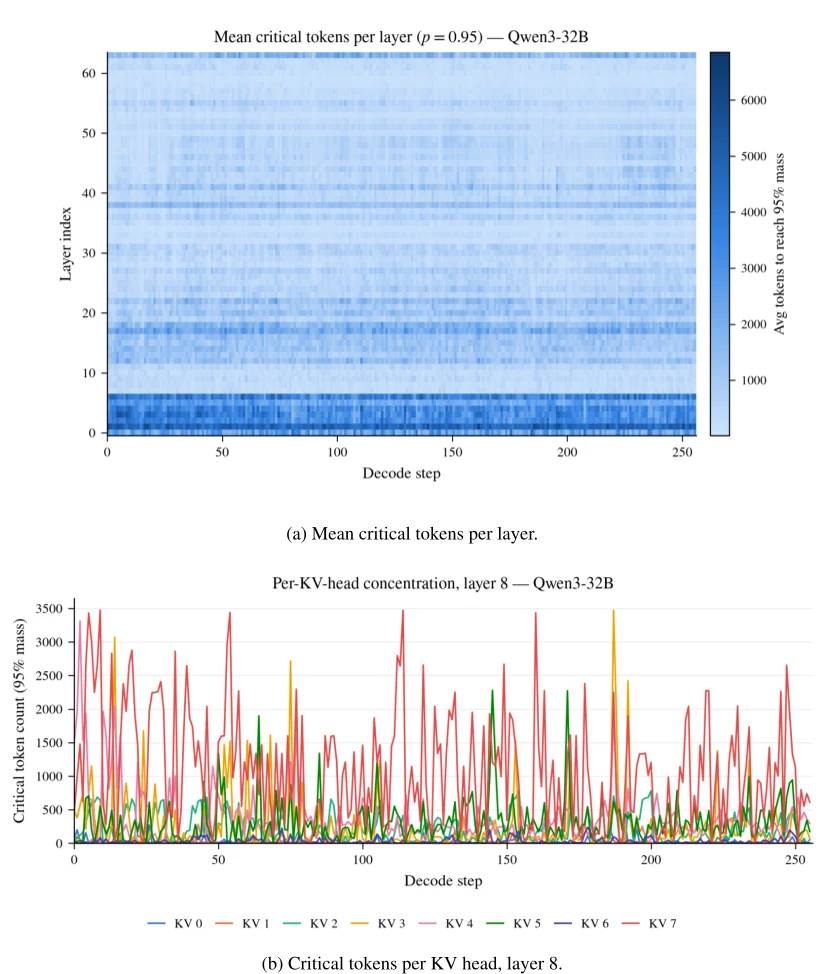 Mean critical tokens per layer (p = 0.95) — Qwen3-32B
60
50
40
30
20
10
0
Layer index
0 50 100 150 200 250
Decode step
6000
5000
4000
3000
2000
1000
Avg tokens to reach 95% mass
(a) Mean critical tokens per layer.
Per-KV-head concentration, layer 8 — Qwen3-32B
3500
3000
2500
2000
1500
1000
500
0
Critical token count (95% mass)
0 50 100 150 200 250
Decode step
KV 0 KV 1 KV 2 KV 3 KV 4 KV 5 KV 6 KV 7
(b) Critical tokens per KV head, layer 8.